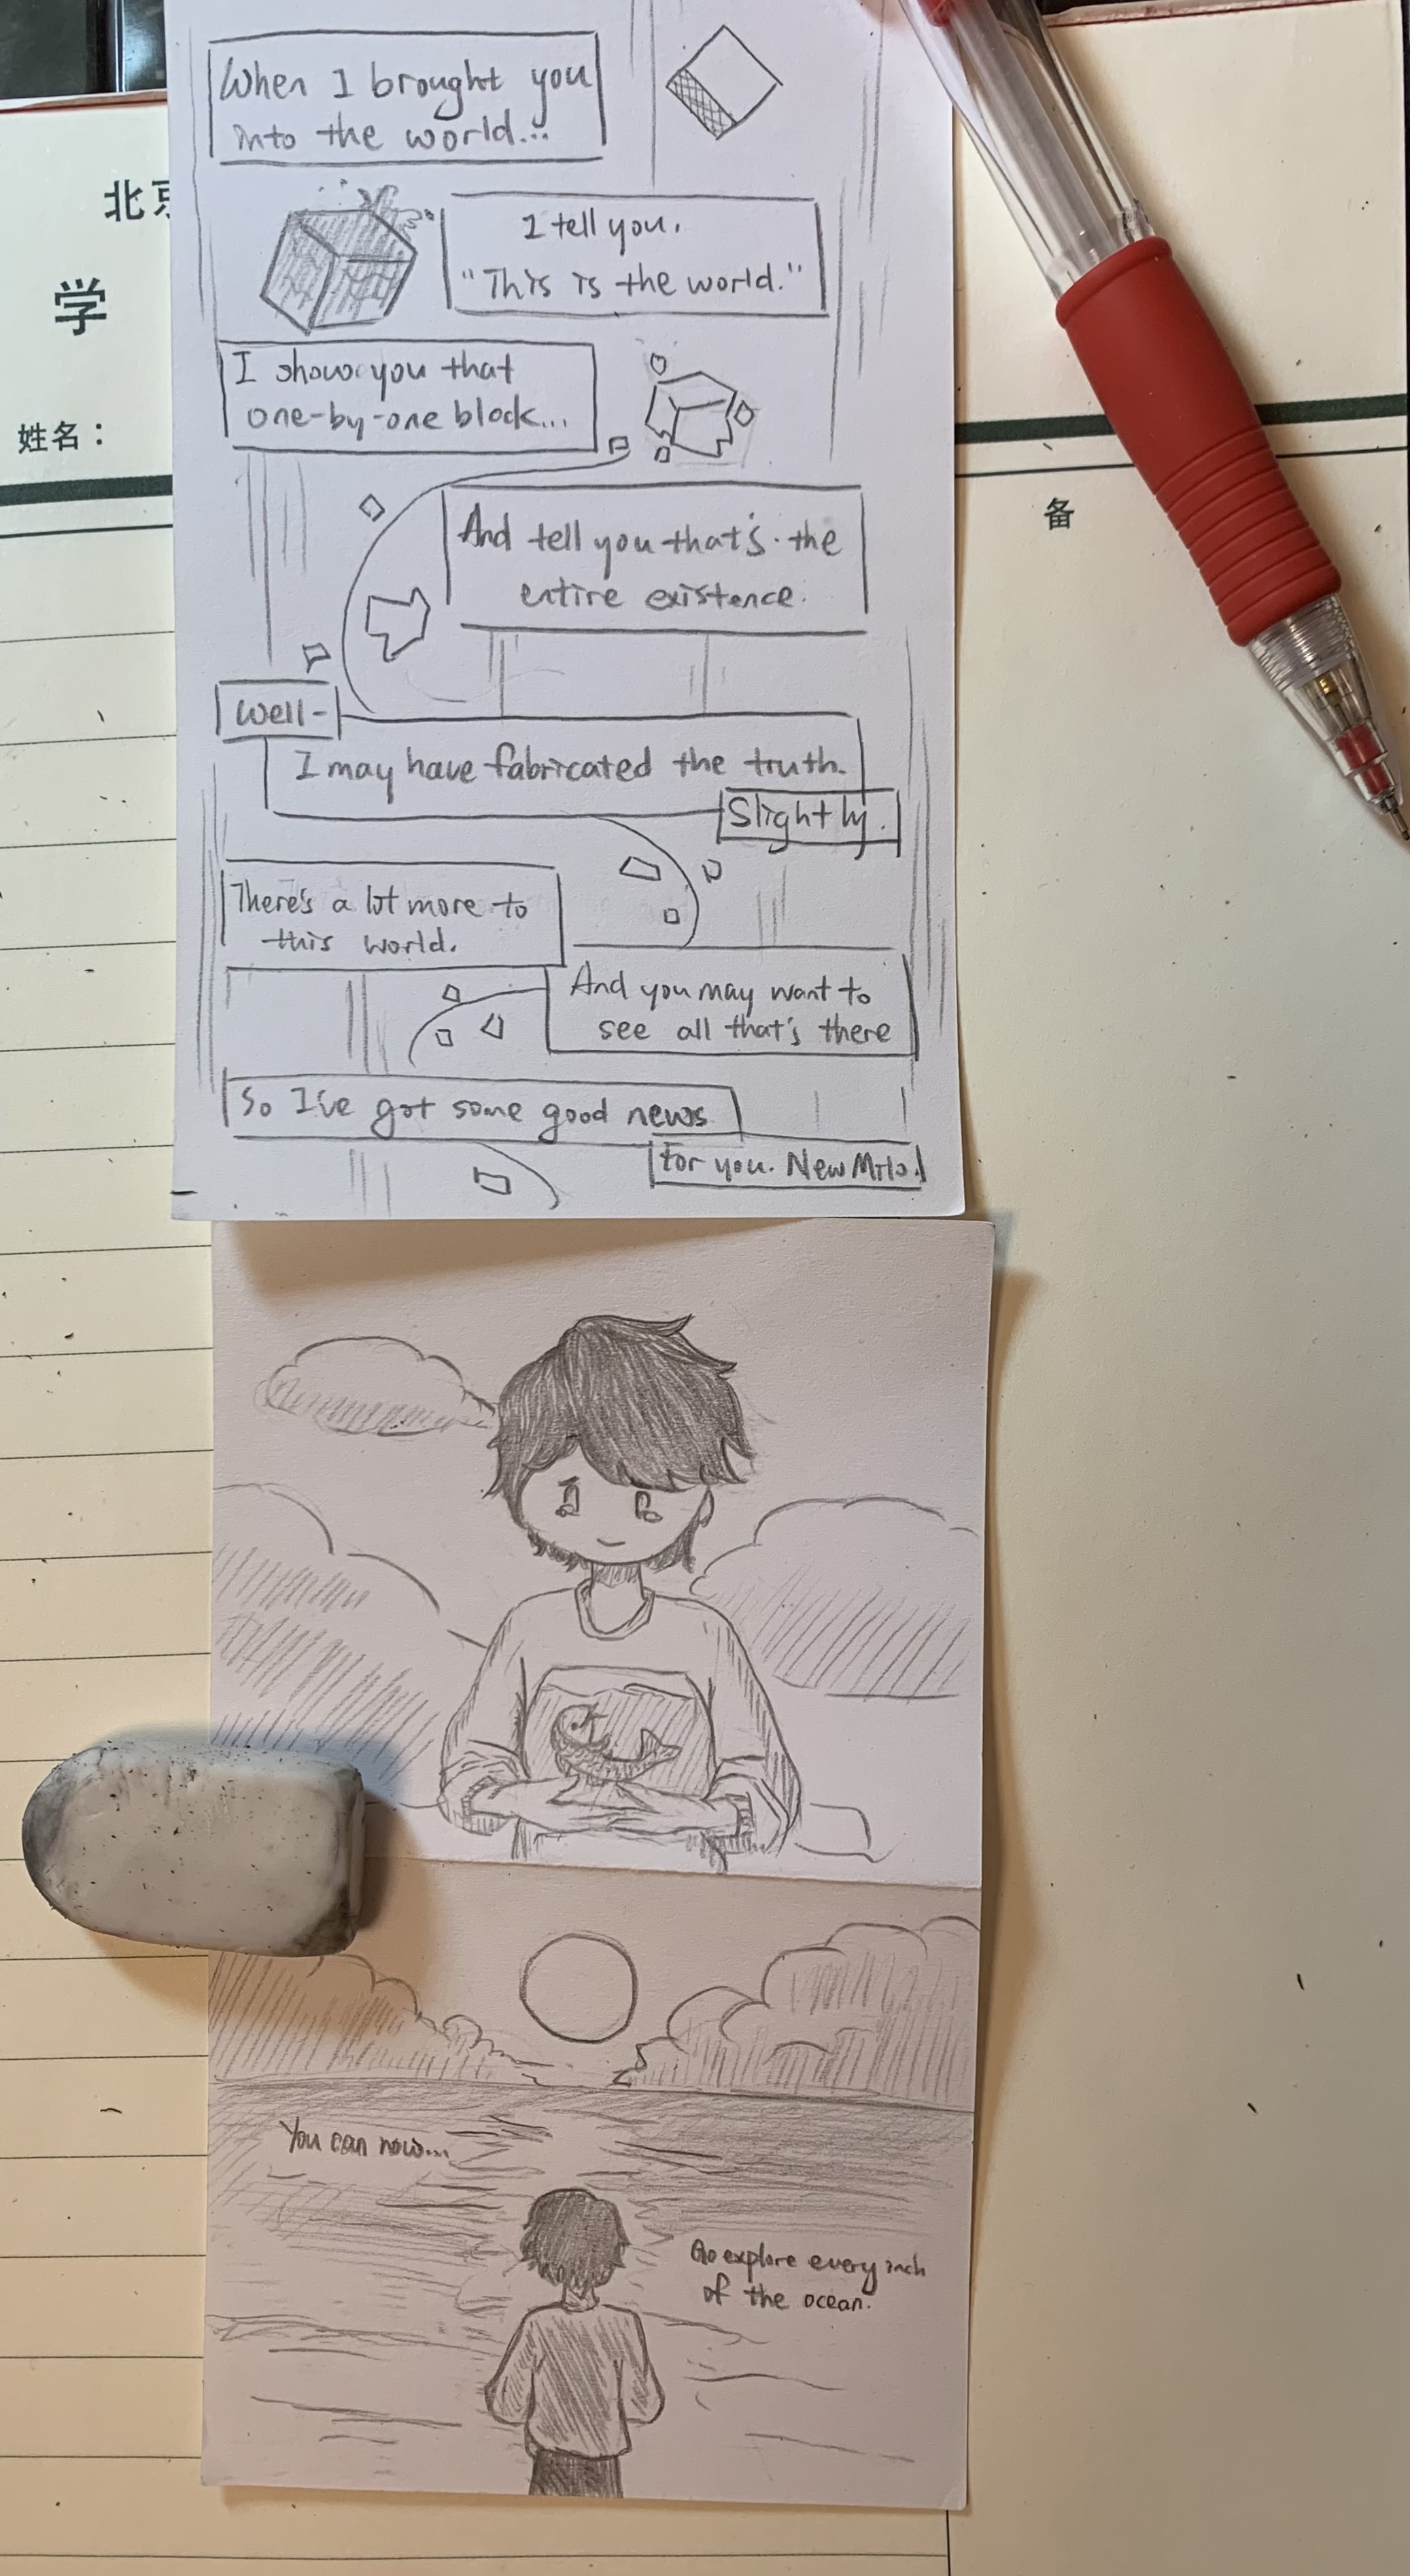 When I brought you
into the world...
I tell you.
"This is the world."
I show you that
one-by-one block...
And tell you that's the
entire existence.
Well-
I may have fabricated the truth.
Slightly.
There's a lot more to
this world.
And you may want to
see all that's there
So I've got some good news
For you. New Milo.
You can now...
Go explore every inch
of the ocean.
北京
学
姓名：
备